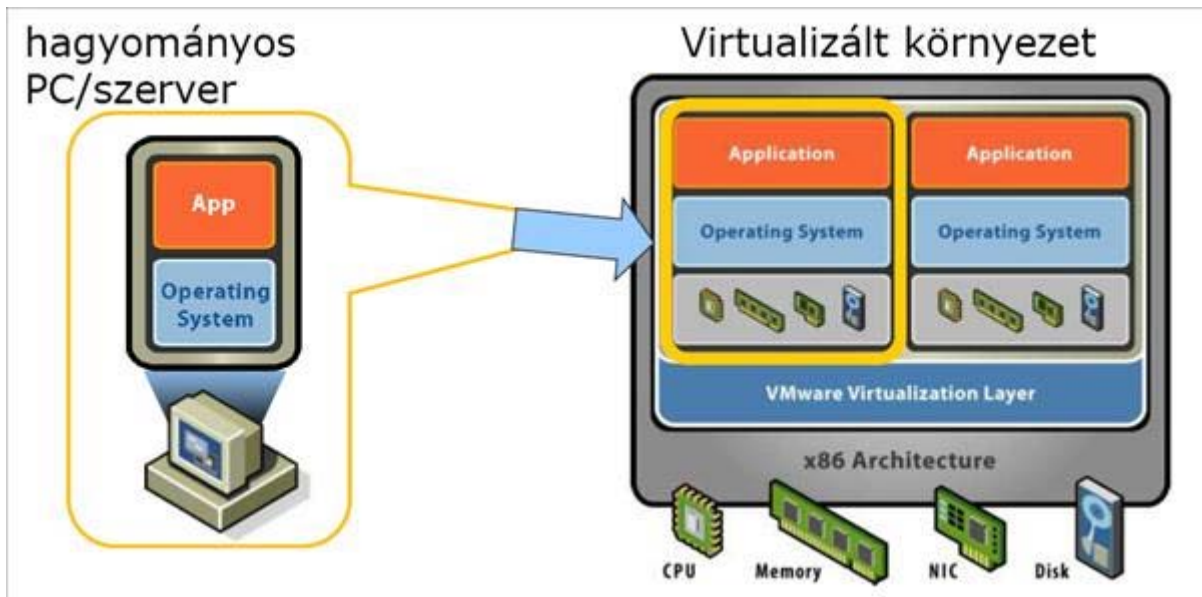 hagyományos
PC/szerver
App
Operating
System
Virtualizált környezet
Application
Application
Operating System
Operating System
VMware Virtualization Layer
x86 Architecture
CPU
Memory
NIC
Disk